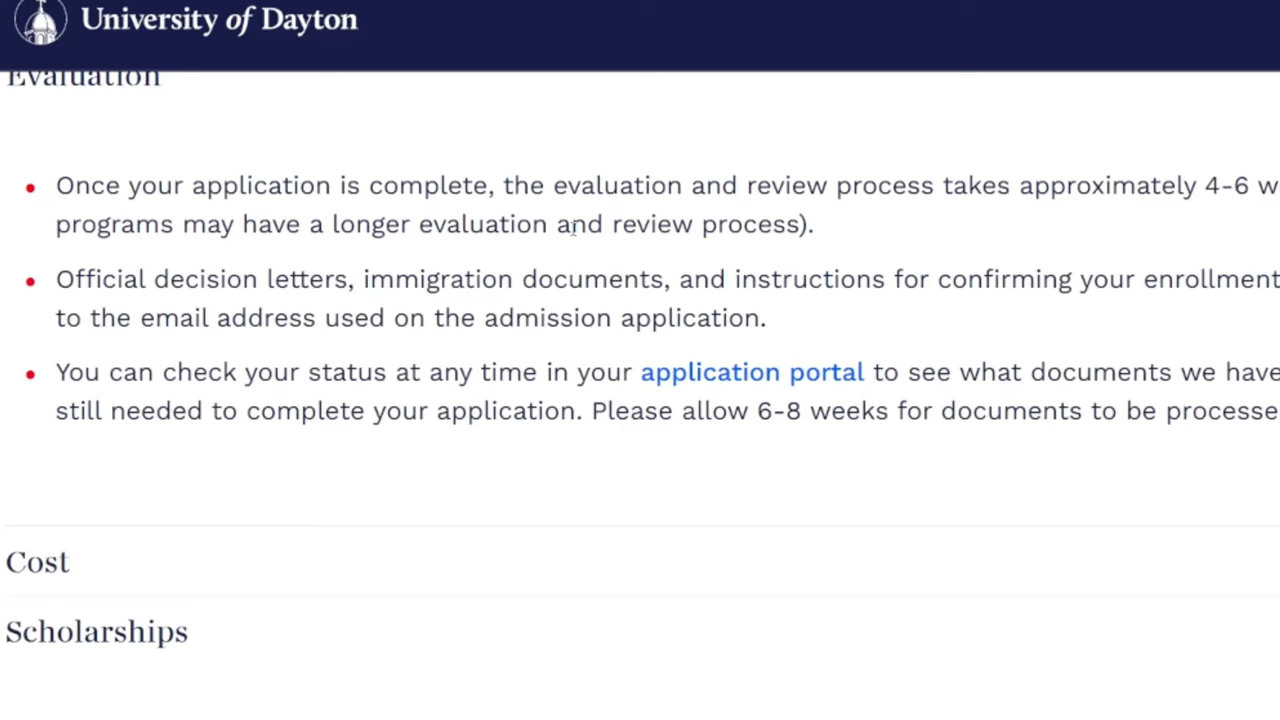 University of Dayton
Evaluation
Once your application is complete, the evaluation and review process takes approximately 4-6 w
programs may have a longer evaluation and review process).
Official decision letters, immigration documents, and instructions for confirming your enrollment
to the email address used on the admission application.
You can check your status at any time in your application portal to see what documents we have
still needed to complete your application. Please allow 6-8 weeks for documents to be processe
Cost
Scholarships